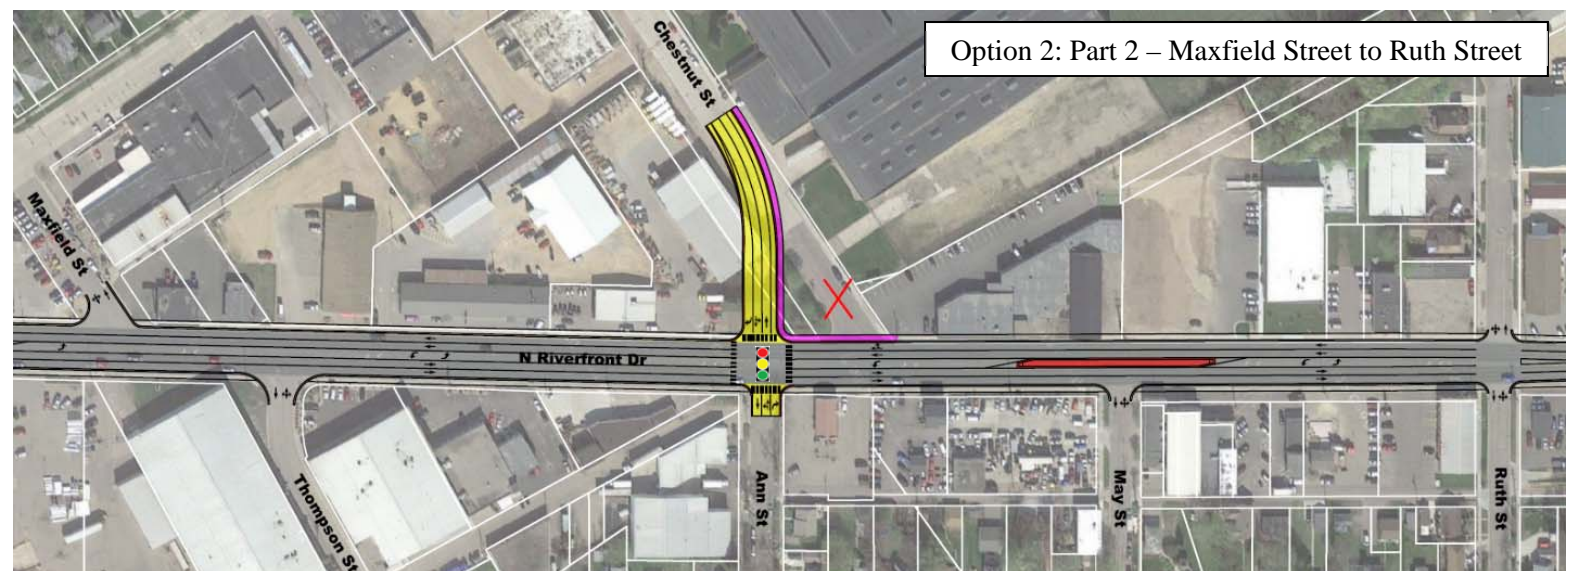 Option 2: Part 2 – Maxfield Street to Ruth Street
Chestnut St
Maxfield St
N Riverfront Dr
Thompson St
Ann St
May St
Ruth St